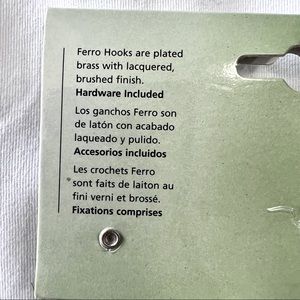 Ferro Hooks are plated
brass with lacquered,
brushed finish.
Hardware Included
Los ganchos Ferro son
de latón con acabado
laqueado y pulido.
Accesorios incluidos
Les crochets Ferro
sont faits de laiton au
fini verni et brossé.
Fixations comprises